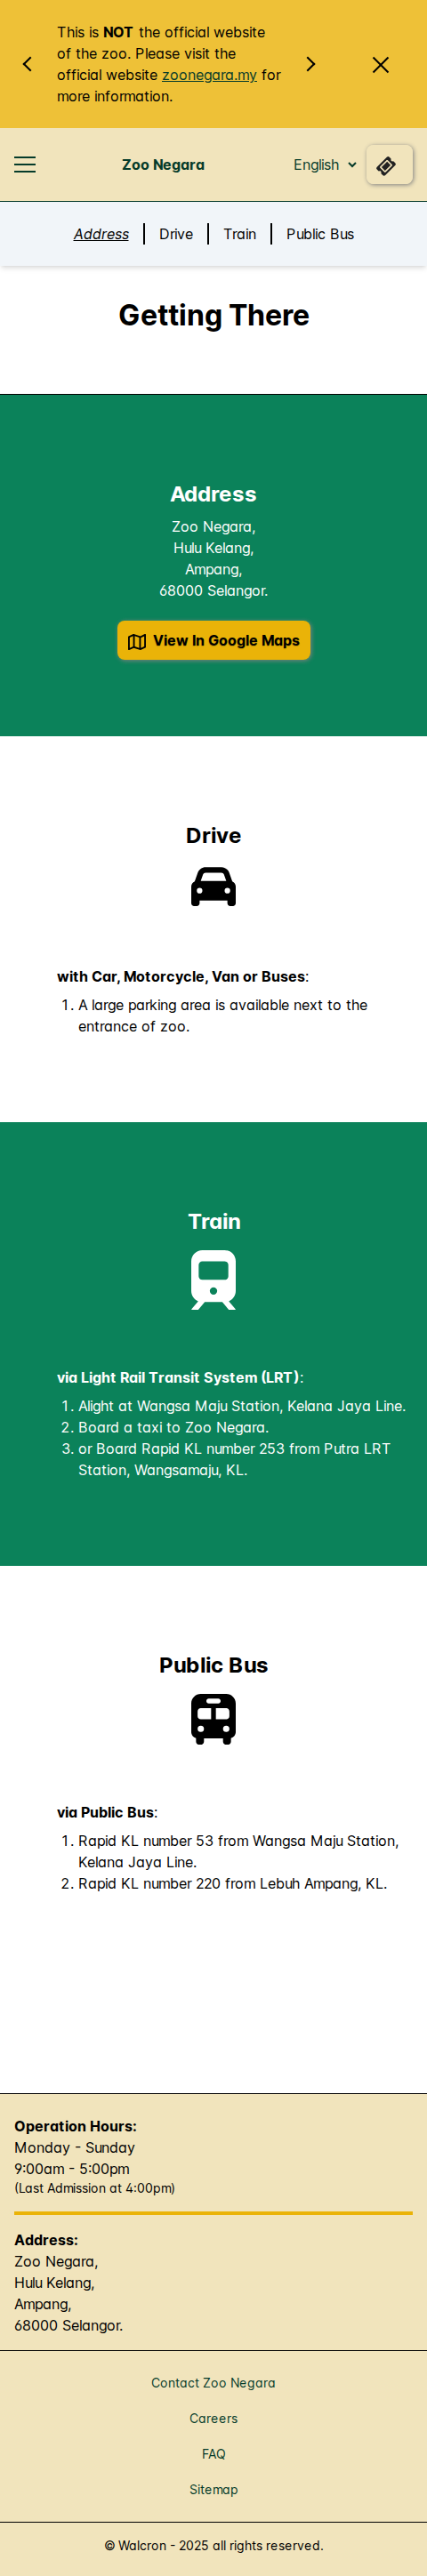 This is NOT the official website
of the zoo. Please visit the
official website zoonegara.my for
more information.
Zoo Negara
English
Address
Drive
Train
Public Bus
Getting There
Address
Zoo Negara,
Hulu Kelang,
Ampang,
68000 Selangor.
View In Google Maps
Drive
with Car, Motorcycle, Van or Buses:
1. A large parking area is available next to the
entrance of zoo.
Train
via Light Rail Transit System (LRT):
1. Alight at Wangsa Maju Station, Kelana Jaya Line.
2. Board a taxi to Zoo Negara.
3. or Board Rapid KL number 253 from Putra LRT
Station, Wangsamaju, KL.
Public Bus
via Public Bus:
1. Rapid KL number 53 from Wangsa Maju Station,
Kelana Jaya Line.
2. Rapid KL number 220 from Lebuh Ampang, KL.
Operation Hours:
Monday - Sunday
9:00am - 5:00pm
(Last Admission at 4:00pm)
Address:
Zoo Negara,
Hulu Kelang,
Ampang,
68000 Selangor.
Contact Zoo Negara
Careers
FAQ
Sitemap
© Walcron - 2025 all rights reserved.